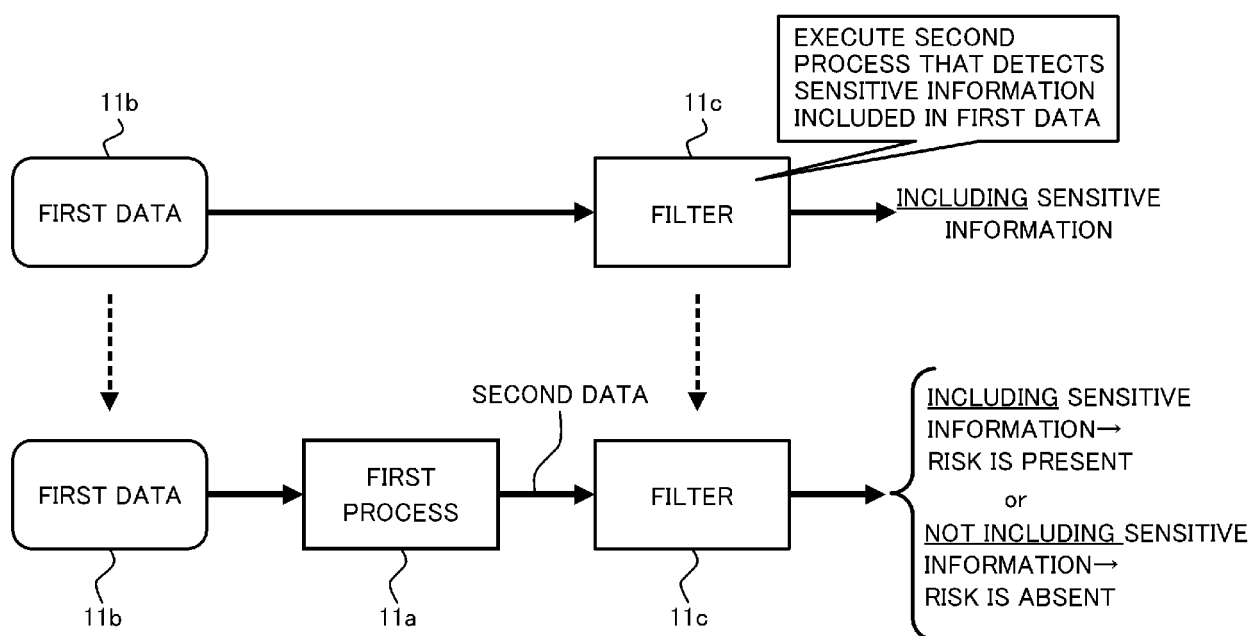 EXECUTE SECOND
PROCESS THAT DETECTS
SENSITIVE INFORMATION
INCLUDED IN FIRST DATA
11b
11c
FIRST DATA
FILTER
INCLUDING SENSITIVE
INFORMATION
SECOND DATA
FIRST DATA
FIRST
PROCESS
FILTER
INCLUDING SENSITIVE
INFORMATION→
RISK IS PRESENT
or
NOT INCLUDING SENSITIVE
INFORMATION→
RISK IS ABSENT
11b
11a
11c